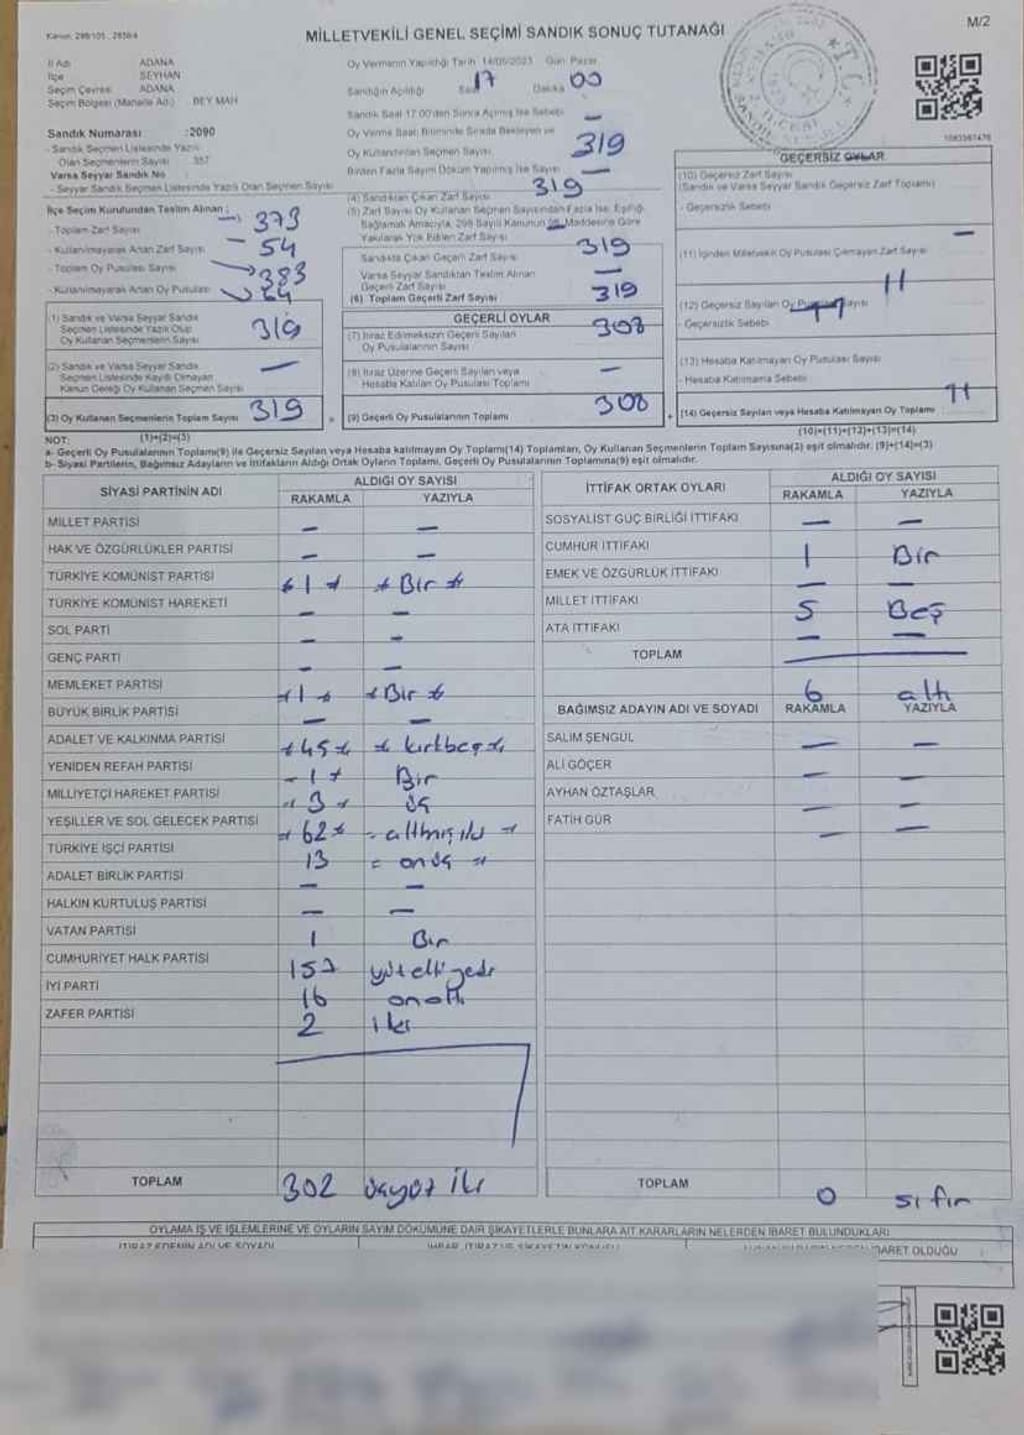 Kanun: 298/105, 2839/4
MİLLETVEKİLİ GENEL SEÇİMİ SANDIK SONUÇ TUTANAĞI
M/2
İl Adı ADANA
İlçe SEYHAN
Seçim Çevresi ADANA
Seçim Bölgesi (Mahalle Ad.) BEY MAH
Sandık Numarası :2090
- Sandık Seçmen Listesinde Yazılı
Olan Seçmenlerin Sayısı 357
Varsa Seyyar Sandık No
- Seyyar Sandık Seçmen Listesinde Yazılı Olan Seçmen Sayısı
İlçe Seçim Kurulundan Teslim Alınan :
- Toplam Zarf Sayısı 373
- Kullanılmayarak Artan Zarf Sayısı - 54
- Toplam Oy Pusulası Sayısı 383
- Kullanılmayarak Artan Oy Pusulası 64
(1) Sandık ve Varsa Seyyar Sandık
Seçmen Listesinde Yazılı Olup
Oy Kullanan Seçmenlerin Sayısı 319
(2) Sandık ve Varsa Seyyar Sandık
Seçmen Listesinde Kaydı Olmayan
Kanun Gereği Oy Kullanan Seçmen Sayısı —
(3) Oy Kullanan Seçmenlerin Toplam Sayısı 319
Oy Vermenin Yapıldığı Tarih 14/05/2023 Gün Pazar
Sandığın Açıldığı Saat 17 Dakika 00
Sandık Saat 17:00'den Sonra Açılmış İse Sebebi —
Oy Verme Saati Bitiminde Sırada Bekleyen ve
Oy Kullandırılan Seçmen Sayısı 319
Birden Fazla Sayım Döküm Yapılmış İse Sayısı —
(4) Sandıktan Çıkan Zarf Sayısı 319
(5) Zarf Sayısı Oy Kullanan Seçmen Sayısından Fazla İse, Eşitliği
Sağlamak Amacıyla, 298 Sayılı Kanunun 98. Maddesine Göre
Yakılarak Yok Edilen Zarf Sayısı —
Sandıkta Çıkan Geçerli Zarf Sayısı 319
Varsa Seyyar Sandıktan Teslim Alınan
Geçerli Zarf Sayısı —
(6) Toplam Geçerli Zarf Sayısı 319
GEÇERLİ OYLAR
(7) İtiraz Edilmeksizin Geçerli Sayılan
Oy Pusulalarının Sayısı 308
(8) İtiraz Üzerine Geçerli Sayılan veya
Hesaba Katılan Oy Pusulası Toplamı —
(9) Geçerli Oy Pusulalarının Toplamı 308
1083367476
GEÇERSİZ OYLAR
(10) Geçersiz Zarf Sayısı
(Sandık ve Varsa Seyyar Sandık Geçersiz Zarf Toplamı)
- Geçersizlik Sebebi
—
(11) İçinden Milletvekili Oy Pusulası Çıkmayan Zarf Sayısı
11
(12) Geçersiz Sayılan Oy Pusulası Sayısı
- Geçersizlik Sebebi
(13) Hesaba Katılmayan Oy Pusulası Sayısı
- Hesaba Katılmama Sebebi
(14) Geçersiz Sayılan veya Hesaba Katılmayan Oy Toplamı 11
NOT: (1)+(2)=(3)
(10)+(11)+(12)+(13)=(14)
a- Geçerli Oy Pusulalarının Toplamı(9) ile Geçersiz Sayılan veya Hesaba katılmayan Oy Toplamı(14) Toplamları, Oy Kullanan Seçmenlerin Toplam Sayısına(3) eşit olmalıdır. (9)+(14)=(3)
b- Siyasi Partilerin, Bağımsız Adayların ve İttifakların Aldığı Ortak Oyların Toplamı, Geçerli Oy Pusulalarının Toplamına(9) eşit olmalıdır.
SİYASİ PARTİNİN ADI ALDIĞI OY SAYISI
RAKAMLA YAZIYLA
MİLLET PARTİSİ — —
HAK VE ÖZGÜRLÜKLER PARTİSİ — —
TÜRKİYE KOMÜNİST PARTİSİ 1 Bir
TÜRKİYE KOMÜNİST HAREKETİ — —
SOL PARTİ — —
GENÇ PARTİ — —
MEMLEKET PARTİSİ 1 Bir
BÜYÜK BİRLİK PARTİSİ — —
ADALET VE KALKINMA PARTİSİ 45 kırkbeş
YENİDEN REFAH PARTİSİ 1 Bir
MİLLİYETÇİ HAREKET PARTİSİ 3 üç
YEŞİLLER VE SOL GELECEK PARTİSİ 62 altmışiki
TÜRKİYE İŞÇİ PARTİSİ 13 onüç
ADALET BİRLİK PARTİSİ — —
HALKIN KURTULUŞ PARTİSİ — —
VATAN PARTİSİ 1 Bir
CUMHURİYET HALK PARTİSİ 157 yüzelli yedi
İYİ PARTİ 16 onaltı
ZAFER PARTİSİ 2 iki
TOPLAM 302 üçyüz iki
İTTİFAK ORTAK OYLARI ALDIĞI OY SAYISI
RAKAMLA YAZIYLA
SOSYALİST GÜÇ BİRLİĞİ İTTİFAKI — —
CUMHUR İTTİFAKI 1 Bir
EMEK VE ÖZGÜRLÜK İTTİFAKI — —
MİLLET İTTİFAKI 5 Beş
ATA İTTİFAKI — —
TOPLAM
6 altı
BAĞIMSIZ ADAYIN ADI VE SOYADI RAKAMLA YAZIYLA
SALİM ŞENGÜL — —
ALİ GÖÇER — —
AYHAN ÖZTAŞLAR — —
FATİH GÜR — —
TOPLAM 0 sıfır
OYLAMA İŞ VE İŞLEMLERİNE VE OYLARIN SAYIM DÖKÜMÜNE DAİR ŞİKAYETLERLE BUNLARA AİT KARARLARIN NELERDEN İBARET BULUNDUKLARI
İTİRAZ EDENİN ADI VE SOYADI
İBARET OLDUĞU